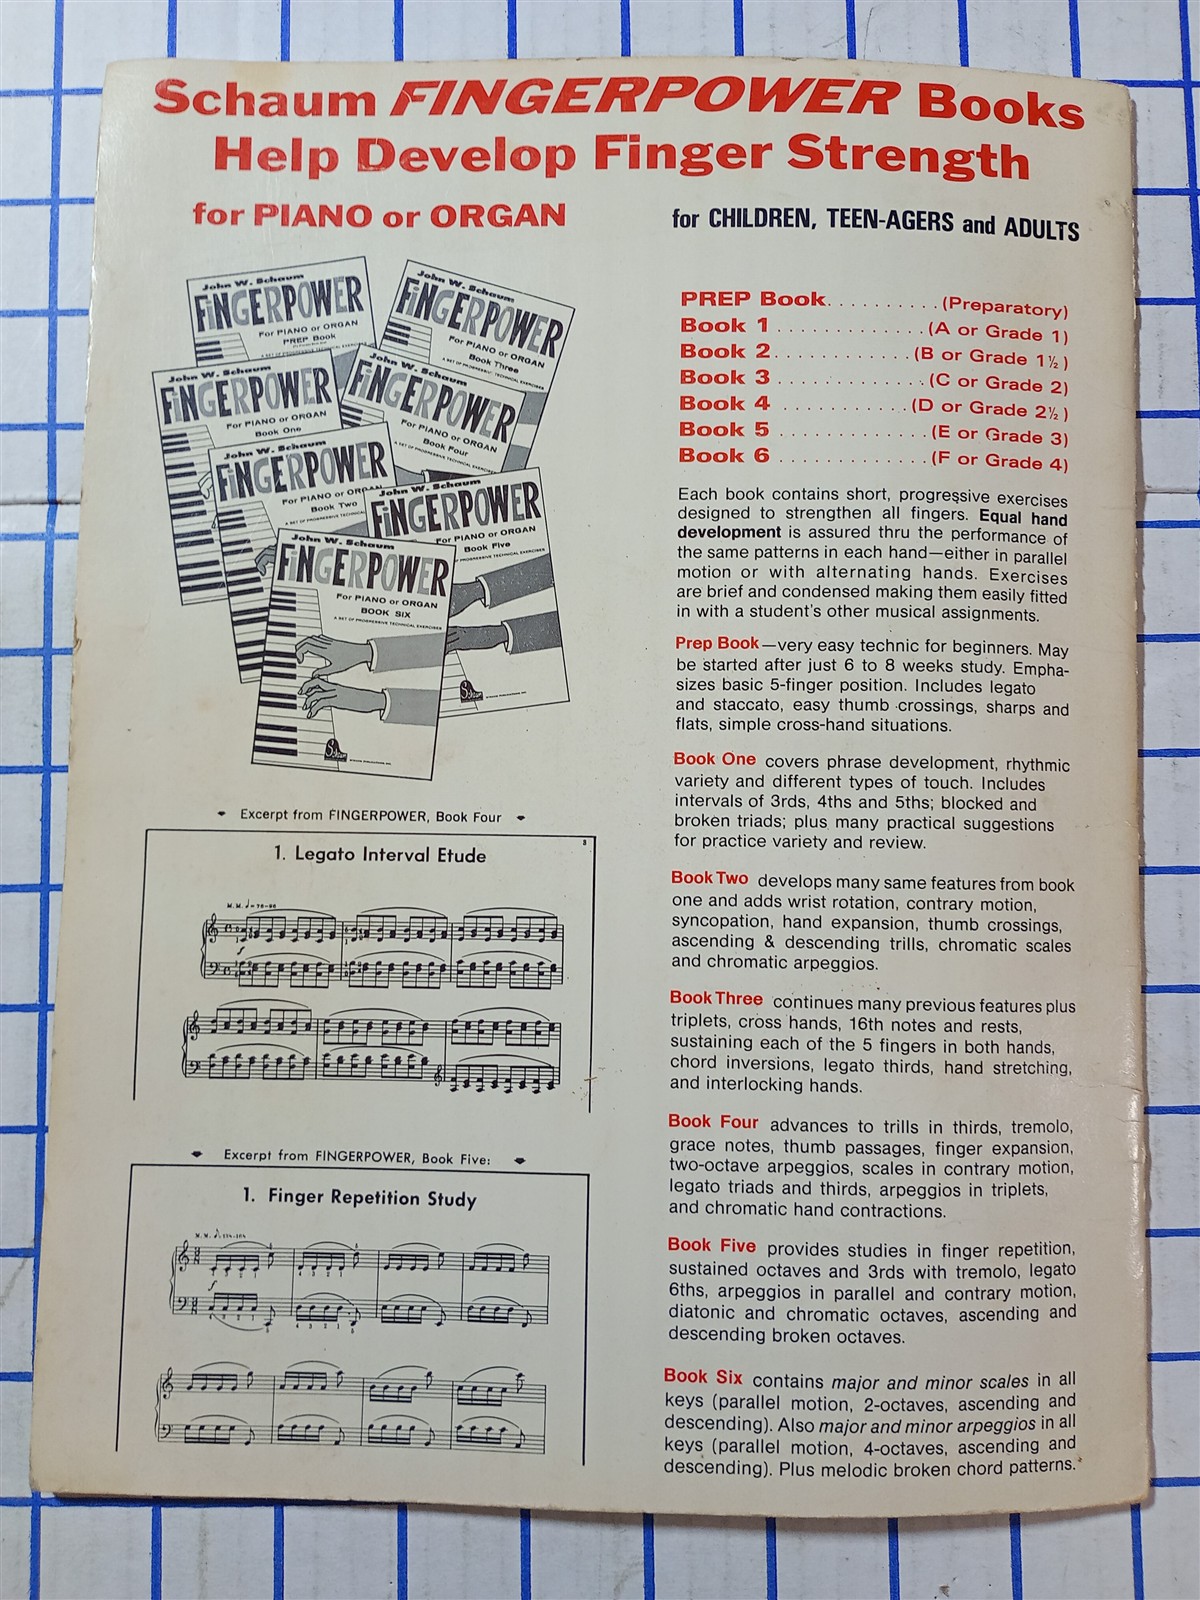 Schaum FINGERPOWER Books
Help Develop Finger Strength
for PIANO or ORGAN
for CHILDREN, TEEN-AGERS and ADULTS
John W. Schaum
FiNGERPOWER
For PIANO or ORGAN
PREP Book
John W. Schaum
FiNGERPOWER
For PIANO or ORGAN
Book Three
A SET OF PROGRESSIVE TECHNICAL EXERCISES
John W. Schaum
FiNGERPOWER
For PIANO or ORGAN
Book One
John W. Schaum
FiNGERPOWER
For PIANO or ORGAN
Book Four
A SET OF PROGRESSIVE TECHNICAL EXERCISES
John W. Schaum
FiNGERPOWER
For PIANO or ORGAN
Book Two
A SET OF PROGRESSIVE TECHNICAL
John W. Schaum
FiNGERPOWER
For PIANO or ORGAN
Book Five
PROGRESSIVE TECHNICAL EXERCISES
John W. Schaum
FiNGERPOWER
For PIANO or ORGAN
BOOK SIX
A SET OF PROGRESSIVE TECHNICAL EXERCISES
Schaum
PREP Book. . . . . . . . . . (Preparatory)
Book 1 . . . . . . . . . . . . . (A or Grade 1)
Book 2. . . . . . . . . . . . (B or Grade 1½)
Book 3 . . . . . . . . . . . . . (C or Grade 2)
Book 4 . . . . . . . . . . . (D or Grade 2½)
Book 5 . . . . . . . . . . . . . (E or Grade 3)
Book 6 . . . . . . . . . . . . . (F or Grade 4)
Each book contains short, progressive exercises
designed to strengthen all fingers. Equal hand
development is assured thru the performance of
the same patterns in each hand—either in parallel
motion or with alternating hands. Exercises
are brief and condensed making them easily fitted
in with a student's other musical assignments.
Prep Book—very easy technic for beginners. May
be started after just 6 to 8 weeks study. Empha-
sizes basic 5-finger position. Includes legato
and staccato, easy thumb crossings, sharps and
flats, simple cross-hand situations.
Book One covers phrase development, rhythmic
variety and different types of touch. Includes
intervals of 3rds, 4ths and 5ths; blocked and
broken triads; plus many practical suggestions
for practice variety and review.
Book Two develops many same features from book
one and adds wrist rotation, contrary motion,
syncopation, hand expansion, thumb crossings,
ascending & descending trills, chromatic scales
and chromatic arpeggios.
Book Three continues many previous features plus
triplets, cross hands, 16th notes and rests,
sustaining each of the 5 fingers in both hands,
chord inversions, legato thirds, hand stretching,
and interlocking hands.
Book Four advances to trills in thirds, tremolo,
grace notes, thumb passages, finger expansion,
two-octave arpeggios, scales in contrary motion,
legato triads and thirds, arpeggios in triplets,
and chromatic hand contractions.
Book Five provides studies in finger repetition,
sustained octaves and 3rds with tremolo, legato
6ths, arpeggios in parallel and contrary motion,
diatonic and chromatic octaves, ascending and
descending broken octaves.
Book Six contains major and minor scales in all
keys (parallel motion, 2-octaves, ascending and
descending). Also major and minor arpeggios in all
keys (parallel motion, 4-octaves, ascending and
descending). Plus melodic broken chord patterns.
Excerpt from FINGERPOWER, Book Four
3
1. Legato Interval Etude
Excerpt from FINGERPOWER, Book Five:
1. Finger Repetition Study